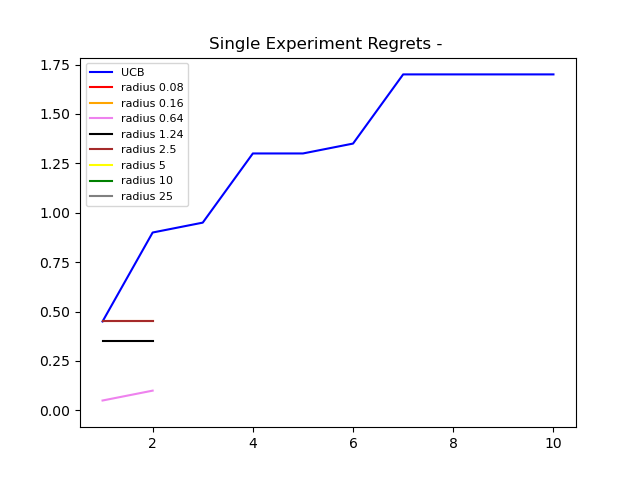 Single Experiment Regrets -
1.75
1.50
1.25
1.00
0.75
0.50
0.25
0.00
UCB
radius 0.08
radius 0.16
radius 0.64
radius 1.24
radius 2.5
radius 5
radius 10
radius 25
2
4
6
8
10